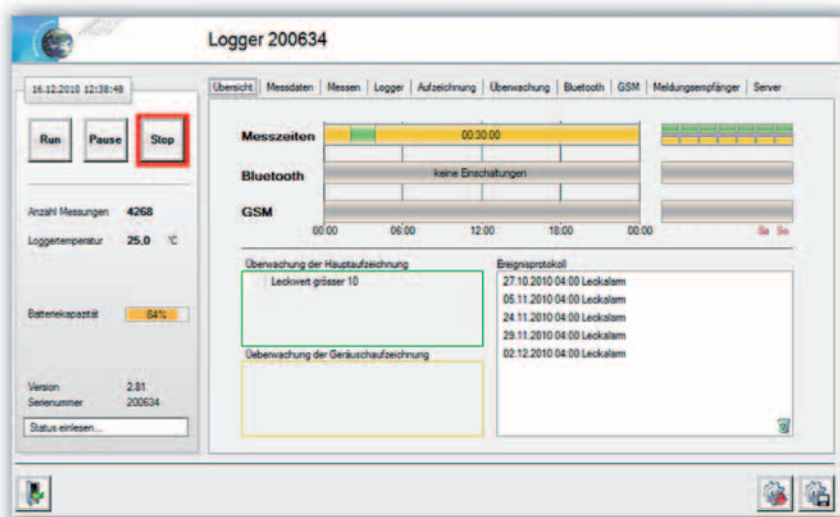 Logger 200634
16.12.2010 12:38:48
Run Pause Stop
Anzahl Messungen 4268
Loggertemperatur 25,0 °C
Batteriekapazität 84%
Version 2.81
Serienummer 200634
Status einlesen...
Übersicht Messdaten Messen Logger Aufzeichnung Überwachung Bluetooth GSM Meldungsempfänger Server
Messzeiten 00:30:00
Bluetooth keine Einschaltungen
GSM
00:00 06:00 12:00 18:00 00:00 Sa So
Überwachung der Hauptaufzeichnung
Leckwert grösser 10
Ueberwachung der Geräuschaufzeichnung
Ereignisprotokoll
27.10.2010 04:00 Leckalarm
05.11.2010 04:00 Leckalarm
24.11.2010 04:00 Leckalarm
29.11.2010 04:00 Leckalarm
02.12.2010 04:00 Leckalarm